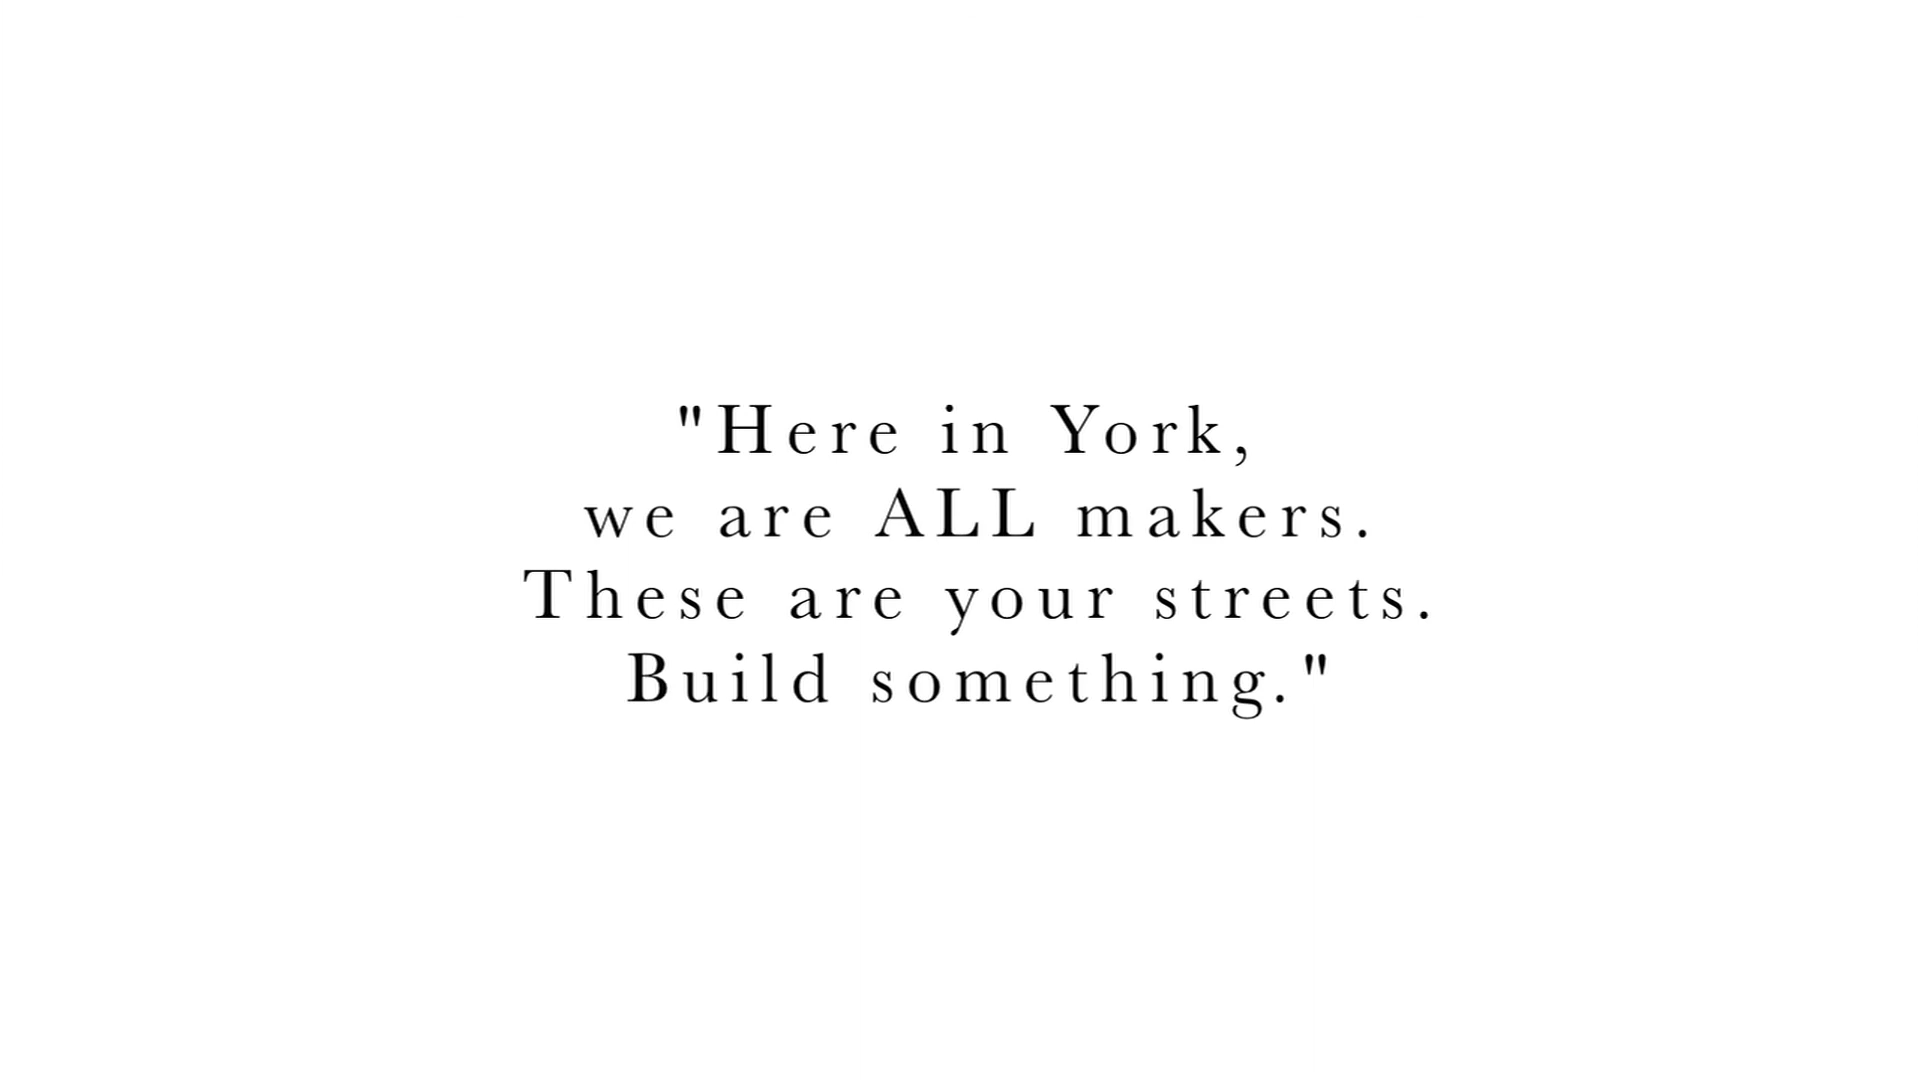 "Here in York,
we are ALL makers.
These are your streets.
Build something."